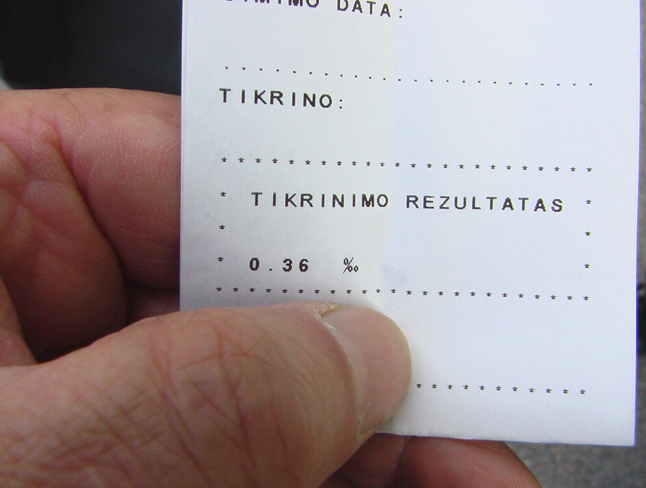 DATA:
TIKRINO:
TIKRINIMO REZULTATAS
0.36 ‰